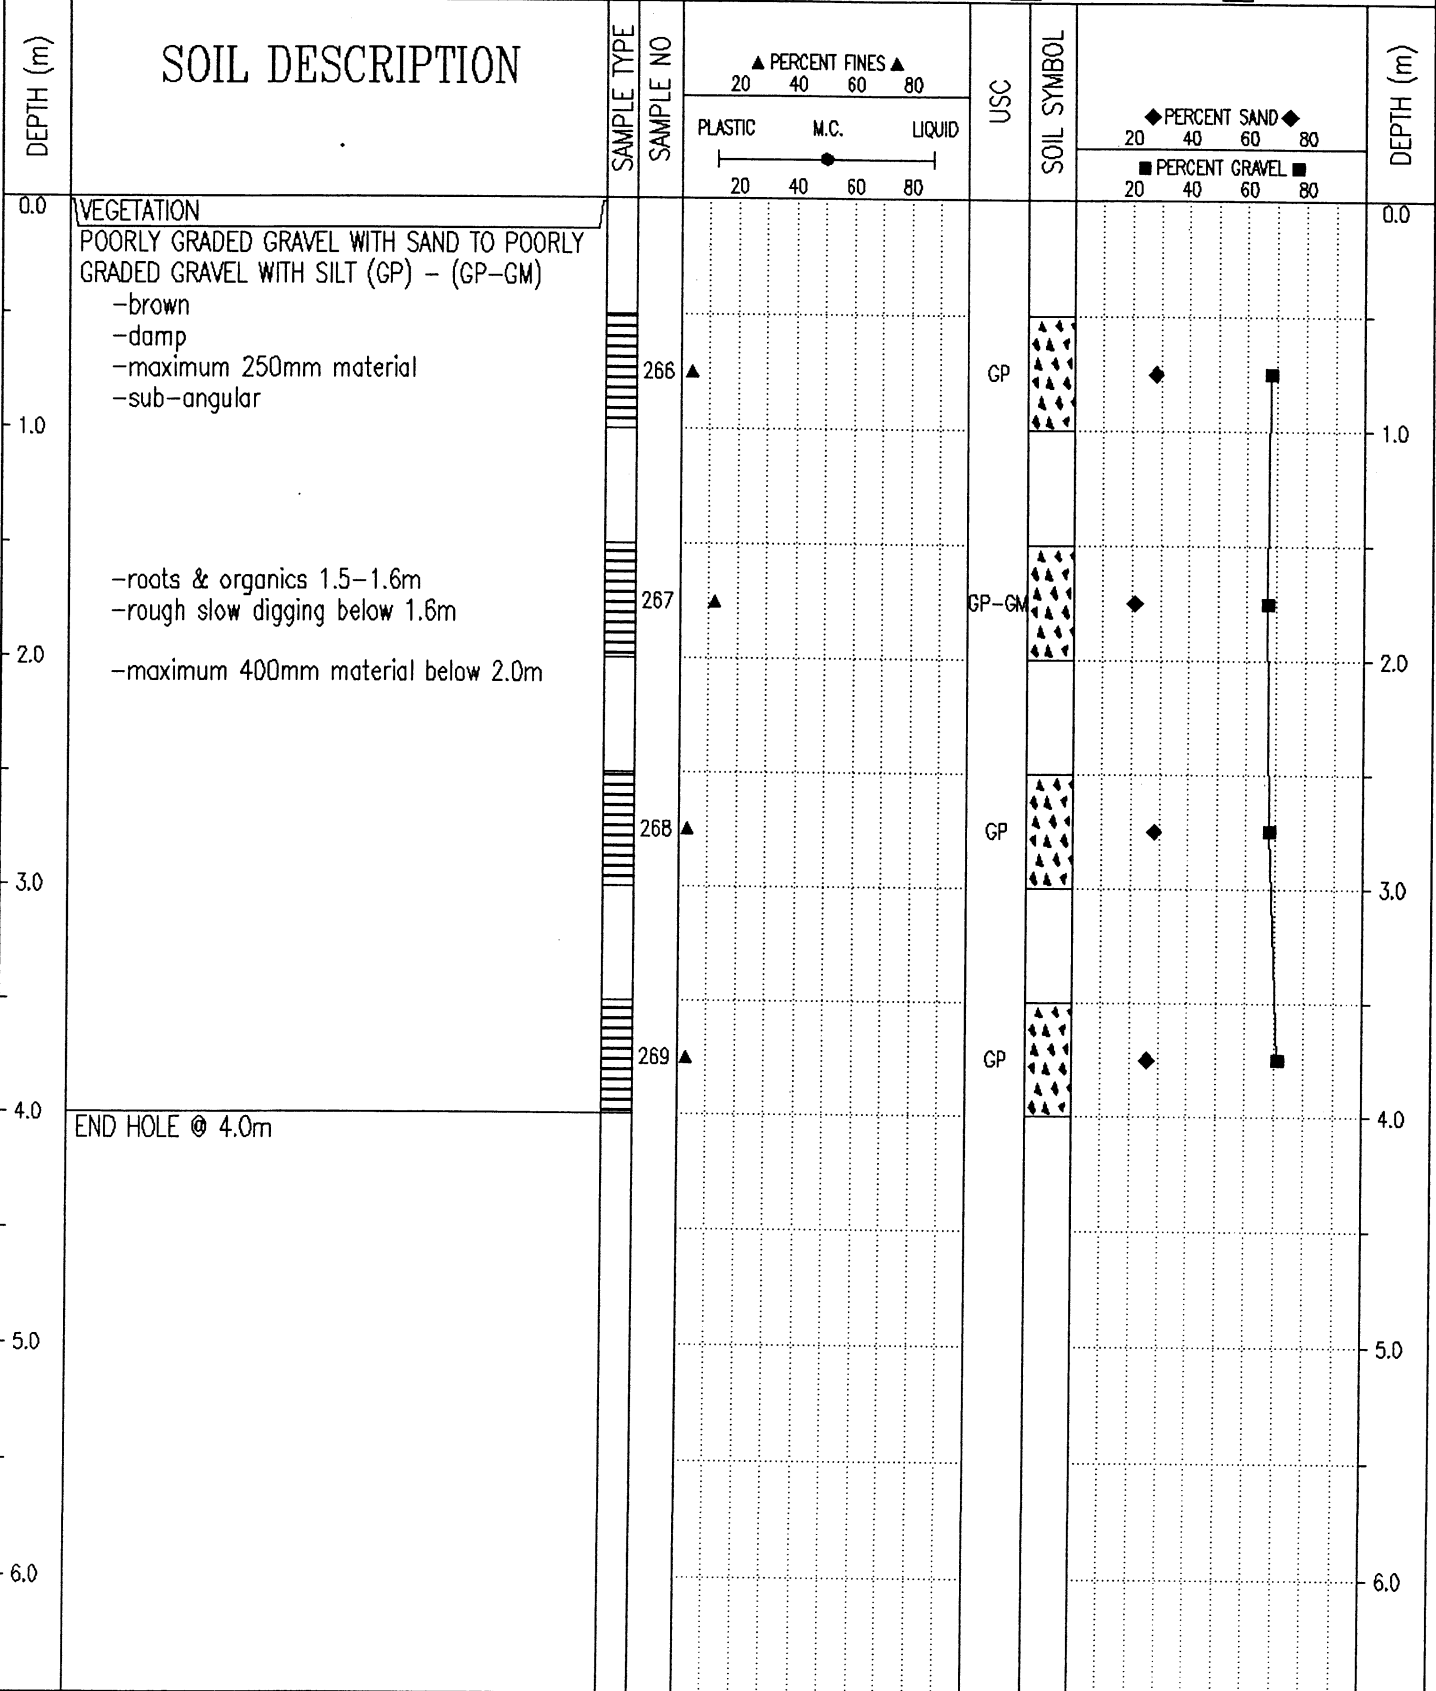 DEPTH (m)
SOIL DESCRIPTION
SAMPLE TYPE
SAMPLE NO
▲ PERCENT FINES ▲
20 40 60 80
PLASTIC M.C. LIQUID
20 40 60 80
USC
SOIL SYMBOL
◆ PERCENT SAND ◆
20 40 60 80
■ PERCENT GRAVEL ■
20 40 60 80
DEPTH (m)
0.0
VEGETATION
0.0
POORLY GRADED GRAVEL WITH SAND TO POORLY
GRADED GRAVEL WITH SILT (GP) - (GP-GM)
-brown
-damp
-maximum 250mm material
266
GP
-sub-angular
1.0
1.0
-roots & organics 1.5-1.6m
-rough slow digging below 1.6m
267
GP-GM
2.0
2.0
-maximum 400mm material below 2.0m
268
GP
3.0
3.0
269
GP
4.0
4.0
END HOLE @ 4.0m
5.0
5.0
6.0
6.0